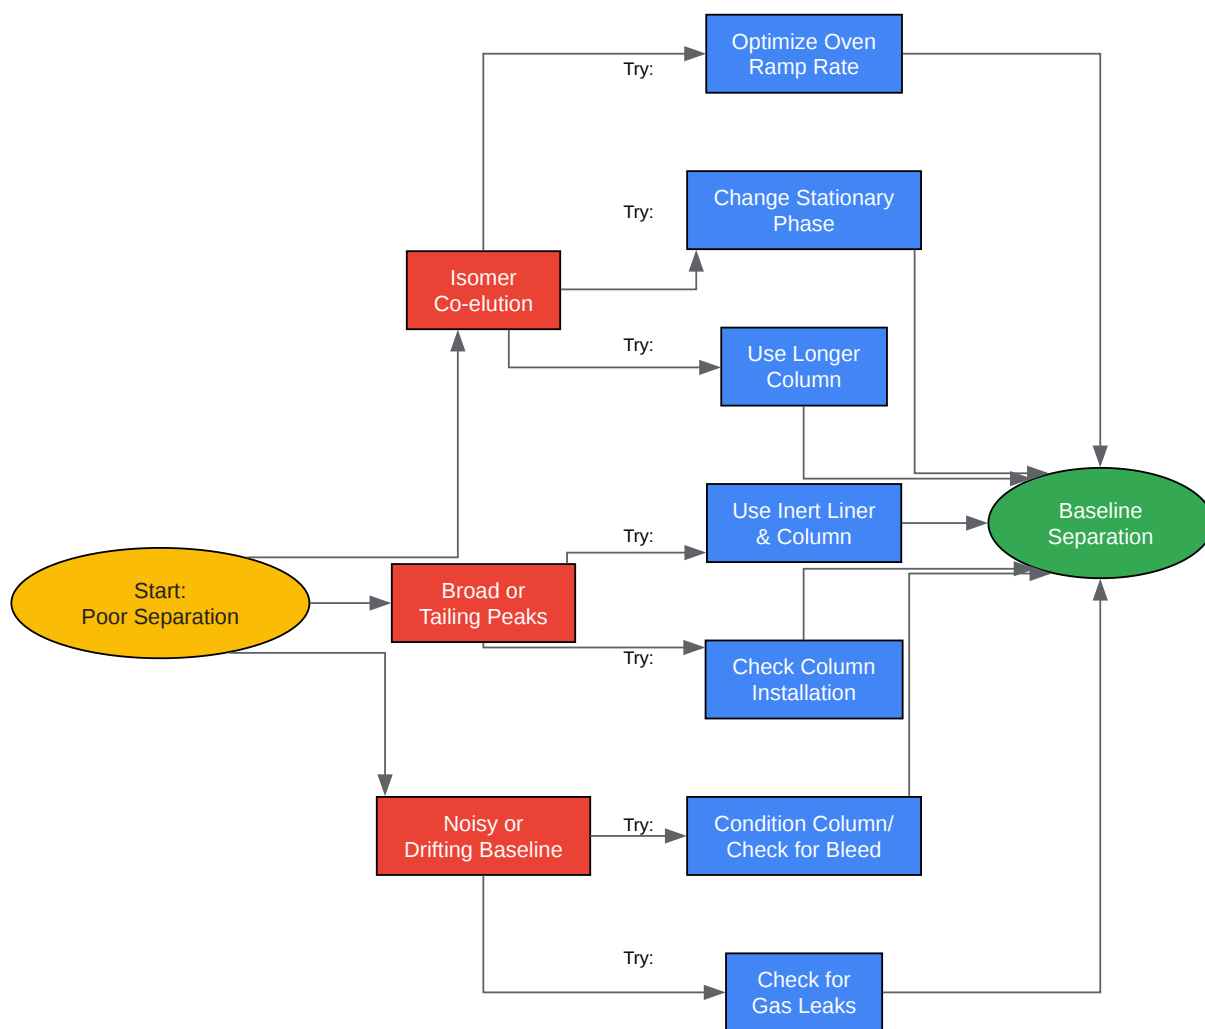 Optimize Oven
Ramp Rate
Try:
Change Stationary
Phase
Try:
Isomer
Co-elution
Try:
Use Longer
Column
Use Inert Liner
& Column
Baseline
Separation
Try:
Start:
Poor Separation
Broad or
Tailing Peaks
Try:
Check Column
Installation
Noisy or
Drifting Baseline
Try:
Condition Column/
Check for Bleed
Try:
Check for
Gas Leaks